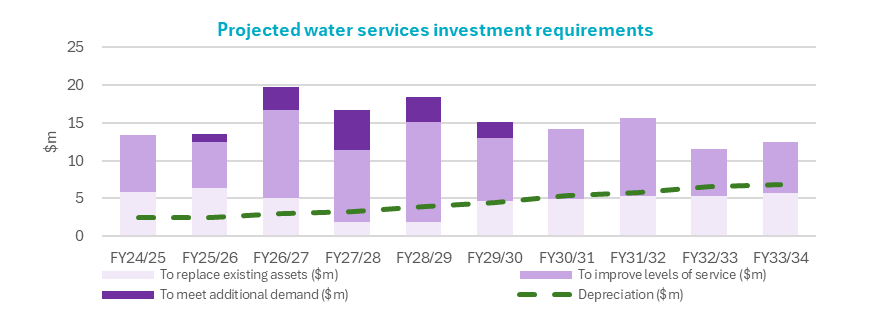 Projected water services investment requirements
25
20
15
10
5
0
$m
FY24/25 FY25/26 FY26/27 FY27/28 FY28/29 FY29/30 FY30/31 FY31/32 FY32/33 FY33/34
To replace existing assets ($m) To improve levels of service ($m)
To meet additional demand ($m) Depreciation ($m)